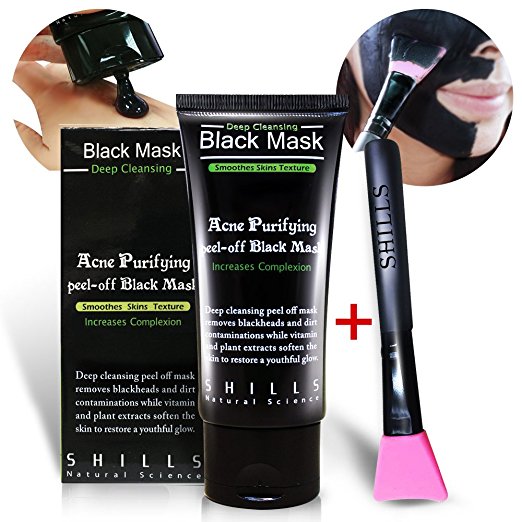 Black Mask
Deep Cleansing
Acne Purifying
peel-off Black Mask
Smoothes Skins Texture
Increases Complexion
Deep cleansing peel off mask
removes blackheads and dirt
contaminations while vitamin
and plant extracts soften the
skin to restore a youthful glow.
SHILLS
Natural Science
Deep Cleansing
Black Mask
Smoothes Skins Texture
Acne Purifying
peel-off Black Mask
Increases Complexion
Deep cleansing peel off mask
removes blackheads and dirt
contaminations while vitamin
and plant extracts soften the
skin to restore a youthful glow.
SHILLS
Natural Science
+
SHILLS